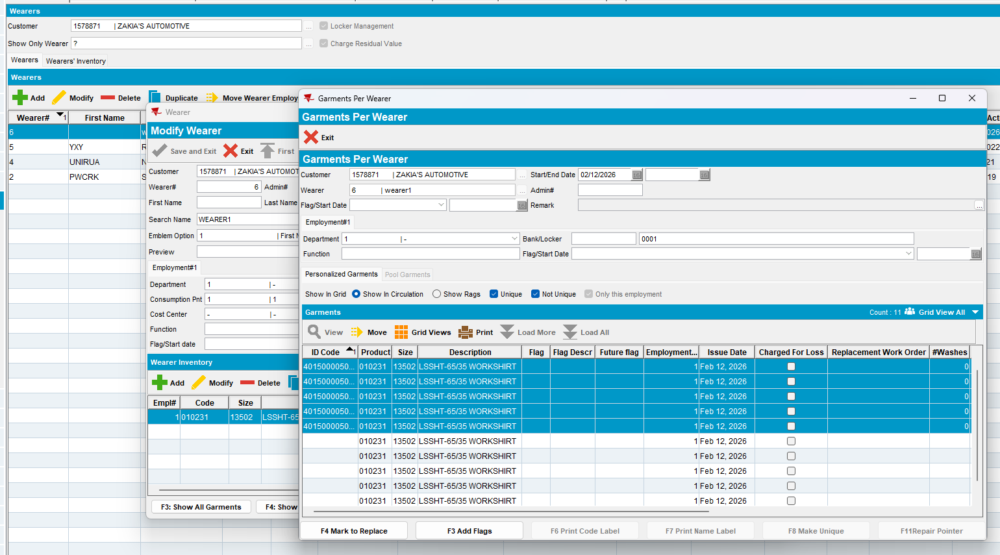 Wearers
Customer 1578871 | ZAKIA'S AUTOMOTIVE ... Locker Management
Show Only Wearer ? ... Charge Residual Value
Wearers Wearers' Inventory
Wearers
Add Modify Delete Duplicate Move Wearer Employ
Wearer# 1 First Name
6
5 YXY
4 UNIRUA
2 PWCRK
Wearer
Modify Wearer
Save and Exit Exit First
Customer 1578871 | ZAKIA'S AUTOMOT
Wearer# 6 Admin#
First Name Last Name
Search Name WEARER1
Emblem Option 1 | First N
Preview
Employment#1
Department 1 | -
Consumption Pnt 1 | 1
Cost Center - | -
Function
Flag/Start date
Wearer Inventory
Add Modify Delete
Empl# Code Size
1 010231 13502 LSSHT-65
F3: Show All Garments F4: Show
Garments Per Wearer
Garments Per Wearer
Exit
Garments Per Wearer
Customer 1578871 | ZAKIA'S AUTOMOTIVE ... Start/End Date 02/12/2026 16 16
Wearer 6 | wearer1 ... Admin#
Flag/Start Date 16 Remark ...
Employment#1
Department 1 | - Bank/Locker 0001
Function Flag/Start Date 16
Personalized Garments Pool Garments
Show In Grid Show In Circulation Show Rags Unique Not Unique Only this employment
Garments Count : 11 Grid View All
View Move Grid Views Print Load More Load All
ID Code 1 Product Size Description Flag Flag Descr Future flag Employment... Issue Date Charged For Loss Replacement Work Order #Washes
4015000050... 010231 13502 LSSHT-65/35 WORKSHIRT 1 Feb 12, 2026 0
4015000050... 010231 13502 LSSHT-65/35 WORKSHIRT 1 Feb 12, 2026 0
4015000050... 010231 13502 LSSHT-65/35 WORKSHIRT 1 Feb 12, 2026 0
4015000050... 010231 13502 LSSHT-65/35 WORKSHIRT 1 Feb 12, 2026 0
4015000050... 010231 13502 LSSHT-65/35 WORKSHIRT 1 Feb 12, 2026 0
010231 13502 LSSHT-65/35 WORKSHIRT 1 Feb 12, 2026
010231 13502 LSSHT-65/35 WORKSHIRT 1 Feb 12, 2026
010231 13502 LSSHT-65/35 WORKSHIRT 1 Feb 12, 2026
010231 13502 LSSHT-65/35 WORKSHIRT 1 Feb 12, 2026
010231 13502 LSSHT-65/35 WORKSHIRT 1 Feb 12, 2026
F4 Mark to Replace F3 Add Flags F6 Print Code Label F7 Print Name Label F8 Make Unique F11Repair Pointer
Acti
026
022
21
19